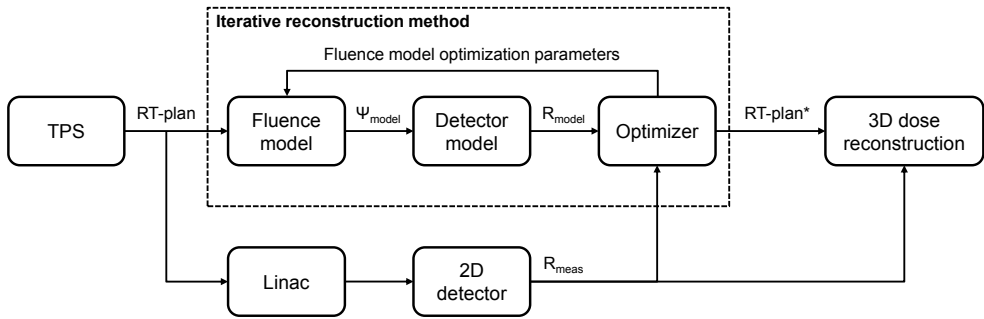 Iterative reconstruction method
Fluence model optimization parameters
TPS
RT-plan
Fluence
model
Ψmodel
Detector
model
Rmodel
Optimizer
RT-plan*
3D dose
reconstruction
Linac
2D
detector
Rmeas